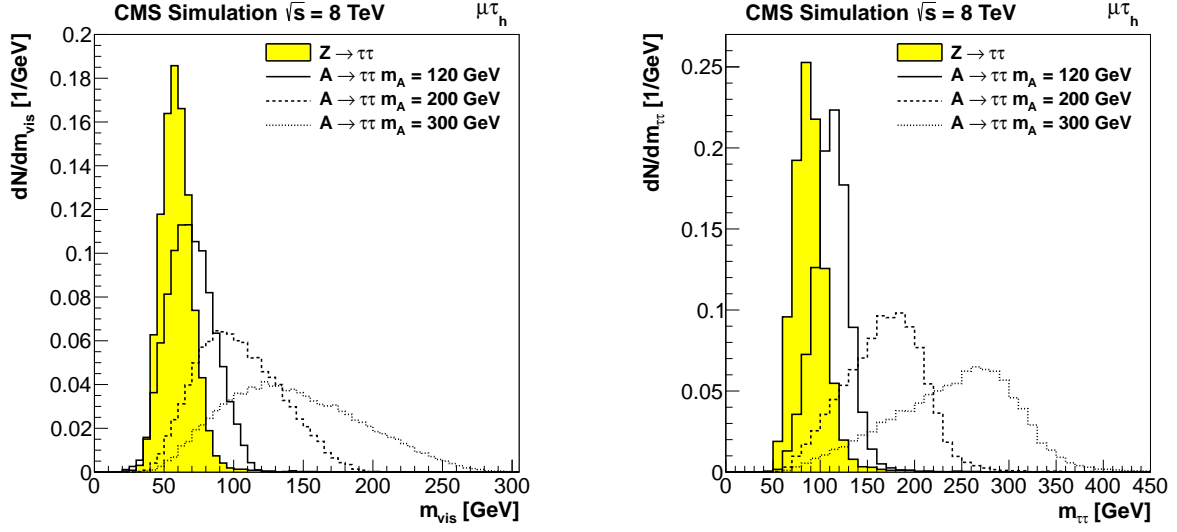 CMS Simulation √s = 8 TeV μτh
dN/dmvis [1/GeV]
0.2
0.18
0.16
0.14
0.12
0.1
0.08
0.06
0.04
0.02
0
Z → ττ
A → ττ mA = 120 GeV
A → ττ mA = 200 GeV
A → ττ mA = 300 GeV
0 50 100 150 200 250 300
mvis [GeV]
CMS Simulation √s = 8 TeV μτh
dN/dmττ [1/GeV]
0.25
0.2
0.15
0.1
0.05
0
Z → ττ
A → ττ mA = 120 GeV
A → ττ mA = 200 GeV
A → ττ mA = 300 GeV
0 50 100 150 200 250 300 350 400 450
mττ [GeV]